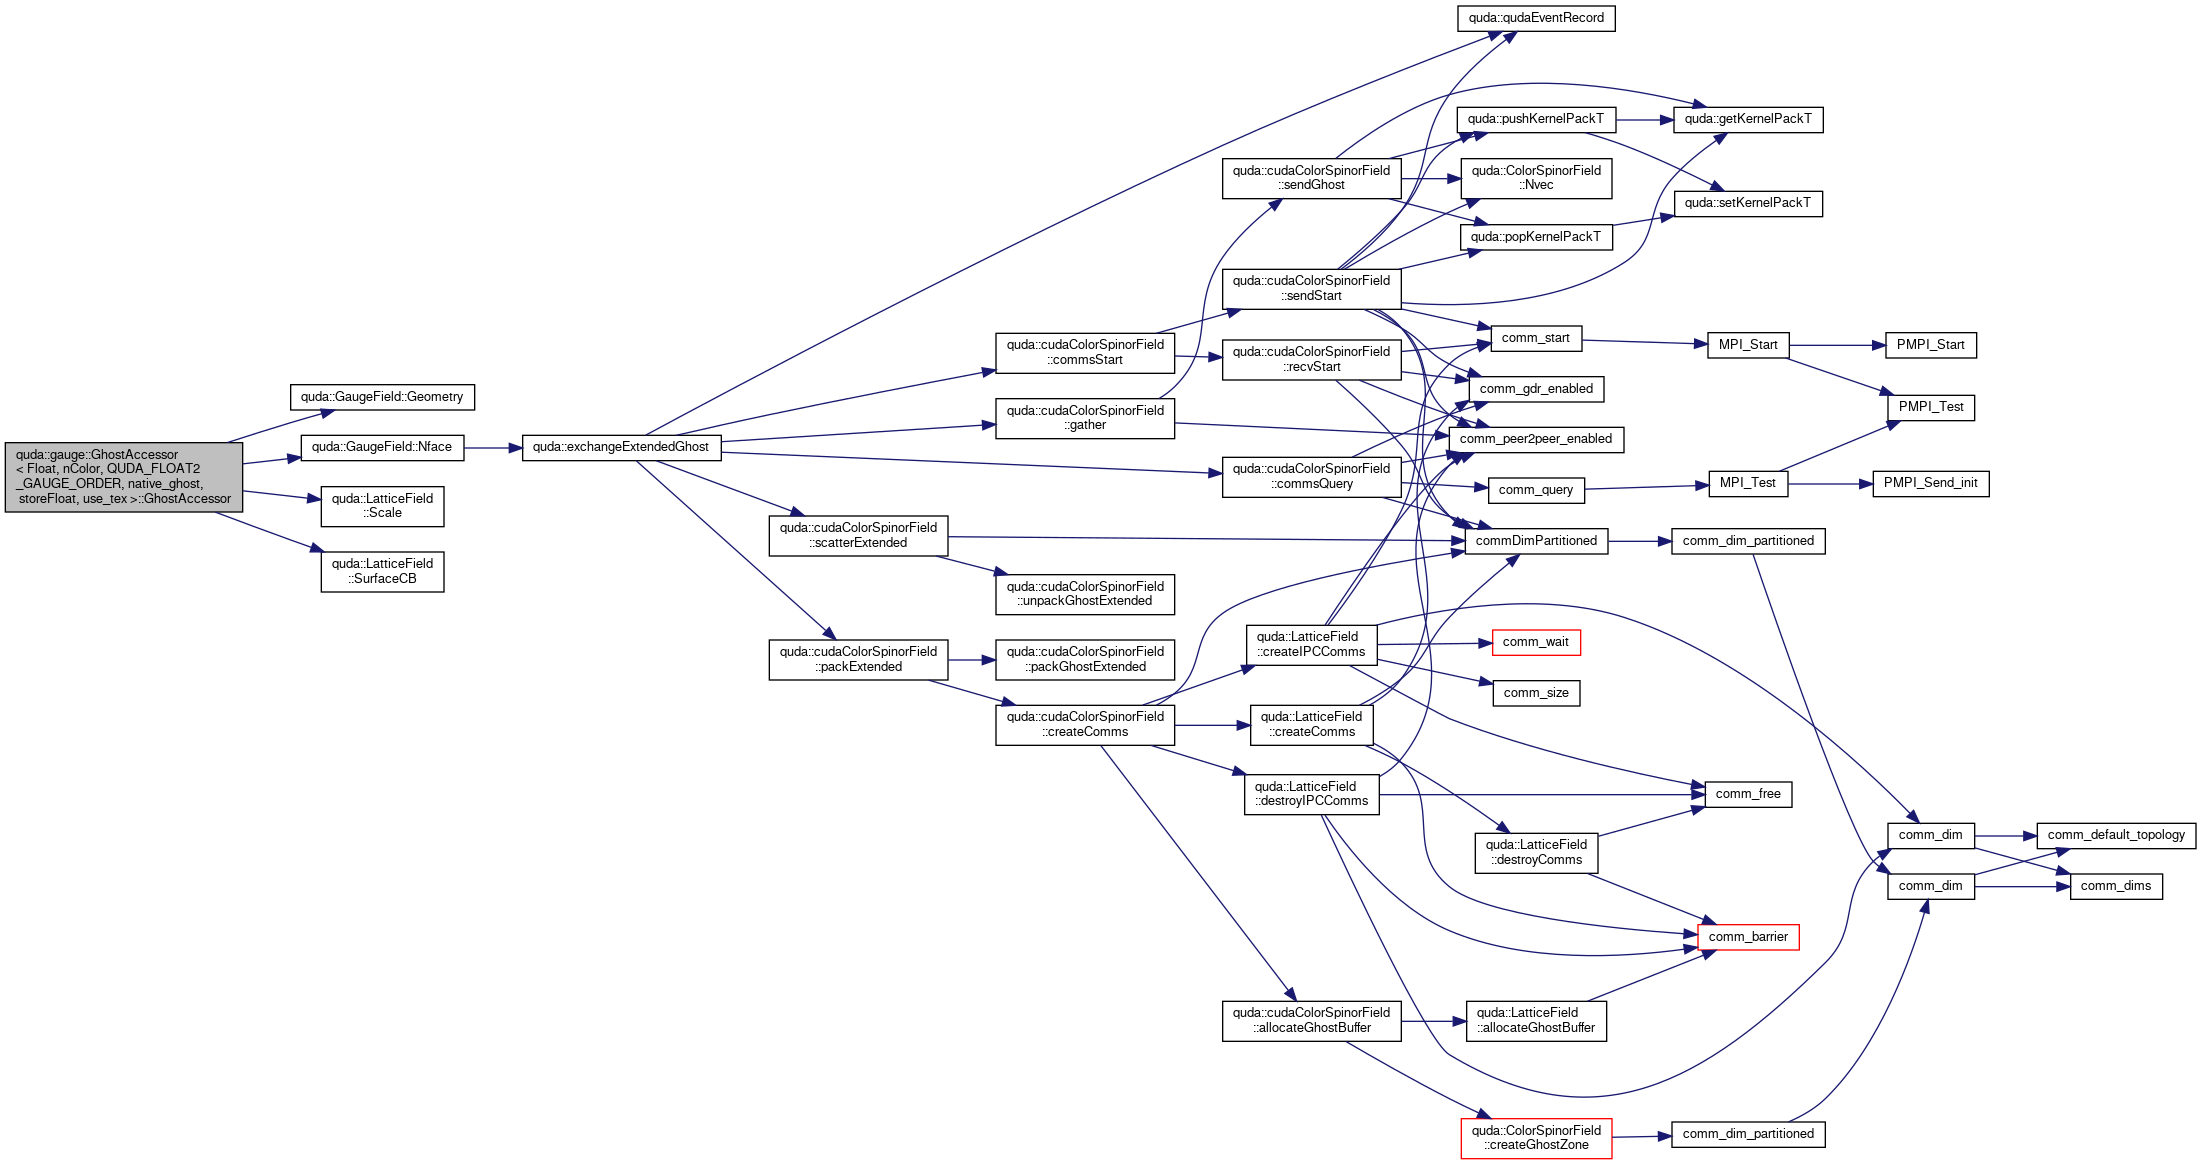 quda::gauge::GhostAccessor
< Float, nColor, QUDA_FLOAT2
_GAUGE_ORDER, native_ghost,
storeFloat, use_tex >::GhostAccessor
quda::GaugeField::Geometry
quda::GaugeField::Nface
quda::LatticeField
::Scale
quda::LatticeField
::SurfaceCB
quda::exchangeExtendedGhost
quda::cudaColorSpinorField
::scatterExtended
quda::cudaColorSpinorField
::packExtended
quda::cudaColorSpinorField
::commsStart
quda::cudaColorSpinorField
::gather
quda::cudaColorSpinorField
::unpackGhostExtended
quda::cudaColorSpinorField
::packGhostExtended
quda::cudaColorSpinorField
::createComms
quda::cudaColorSpinorField
::sendGhost
quda::cudaColorSpinorField
::sendStart
quda::cudaColorSpinorField
::recvStart
quda::cudaColorSpinorField
::commsQuery
quda::LatticeField
::createIPCComms
quda::LatticeField
::createComms
quda::LatticeField
::destroyIPCComms
quda::cudaColorSpinorField
::allocateGhostBuffer
quda::qudaEventRecord
quda::pushKernelPackT
quda::ColorSpinorField
::Nvec
quda::popKernelPackT
comm_start
comm_gdr_enabled
comm_peer2peer_enabled
comm_query
commDimPartitioned
comm_wait
comm_size
quda::LatticeField
::destroyComms
quda::LatticeField
::allocateGhostBuffer
quda::ColorSpinorField
::createGhostZone
quda::getKernelPackT
quda::setKernelPackT
MPI_Start
MPI_Test
comm_dim_partitioned
comm_free
comm_barrier
comm_dim_partitioned
PMPI_Start
PMPI_Test
PMPI_Send_init
comm_dim
comm_dim
comm_default_topology
comm_dims